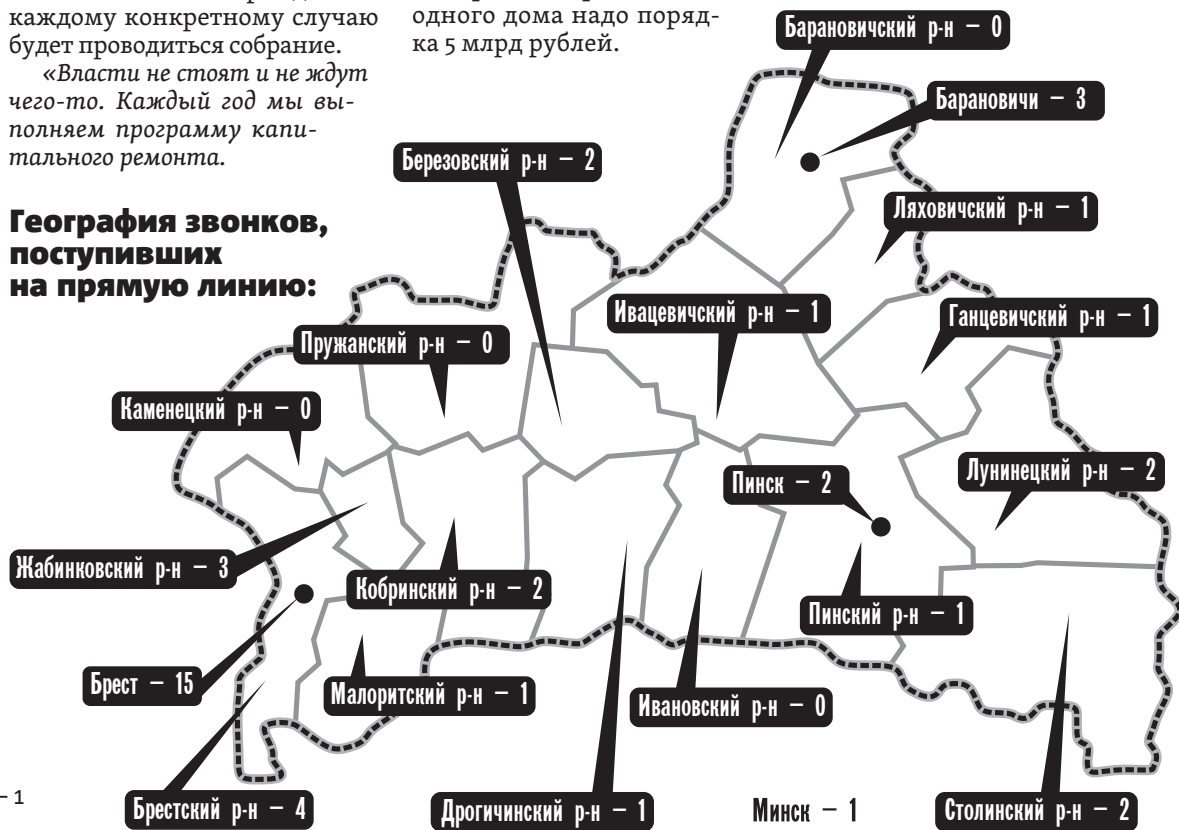 каждому конкретному случаю
будет проводиться собрание.
«Власти не стоят и не ждут
чего-то. Каждый год мы вы-
полняем программу капи-
тального ремонта.
одного дома надо поряд-
ка 5 млрд рублей.
География звонков,
поступивших
на прямую линию:
Барановичский р-н – 0
Барановичи – 3
Березовский р-н – 2
Ляховичский р-н – 1
Ивацевичский р-н – 1
Ганцевичский р-н – 1
Пружанский р-н – 0
Каменецкий р-н – 0
Лунинецкий р-н – 2
Пинск – 2
Жабинковский р-н – 3
Кобринский р-н – 2
Пинский р-н – 1
Брест – 15
Малоритский р-н – 1
Ивановский р-н – 0
– 1
Брестский р-н – 4
Дрогичинский р-н – 1
Минск – 1
Столинский р-н – 2